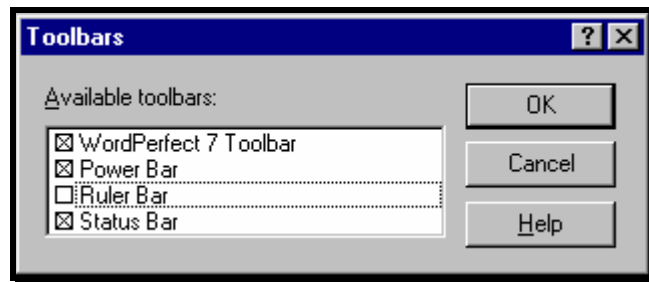 Toolbars
Available toolbars:
WordPerfect 7 Toolbar
Power Bar
Ruler Bar
Status Bar
OK
Cancel
Help